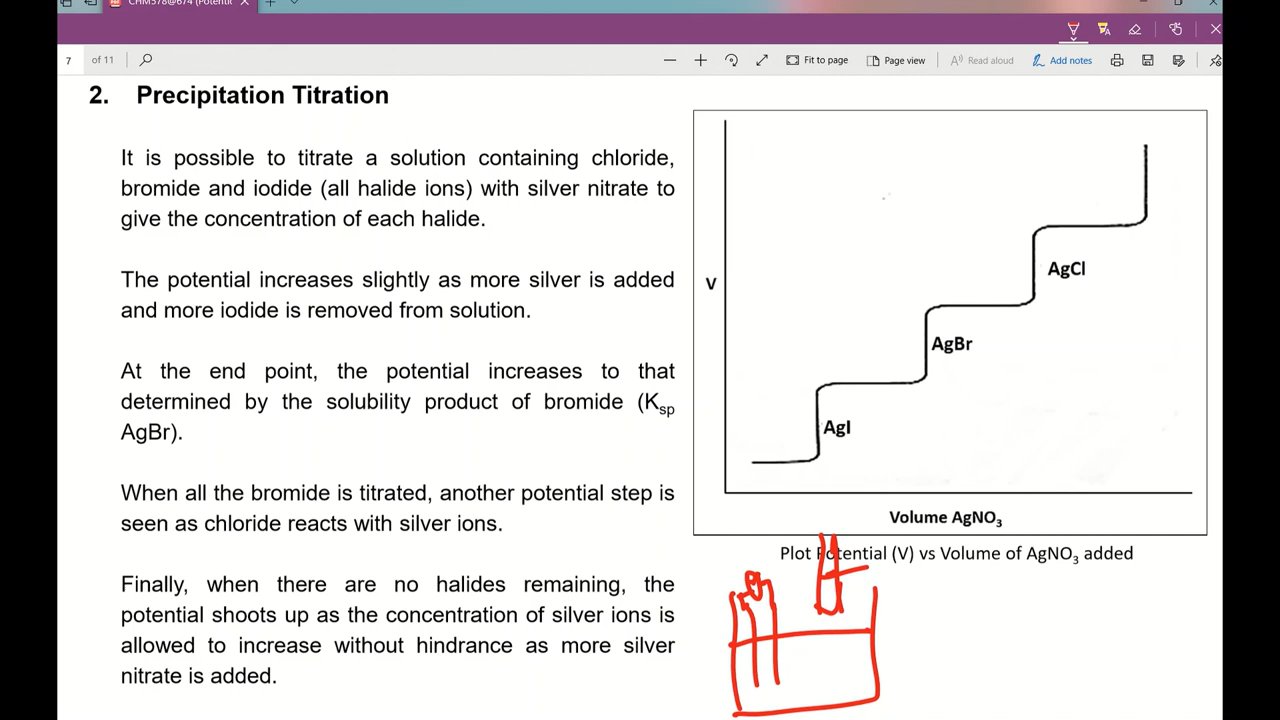 CHM578@674 (Potentic
7 of 11
Fit to page
Page view
Read aloud
Add notes
2. Precipitation Titration
It is possible to titrate a solution containing chloride,
bromide and iodide (all halide ions) with silver nitrate to
give the concentration of each halide.
The potential increases slightly as more silver is added
and more iodide is removed from solution.
At the end point, the potential increases to that
determined by the solubility product of bromide (Ksp
AgBr).
When all the bromide is titrated, another potential step is
seen as chloride reacts with silver ions.
Finally, when there are no halides remaining, the
potential shoots up as the concentration of silver ions is
allowed to increase without hindrance as more silver
nitrate is added.
V
AgCl
AgBr
AgI
Volume AgNO3
Plot Potential (V) vs Volume of AgNO3 added